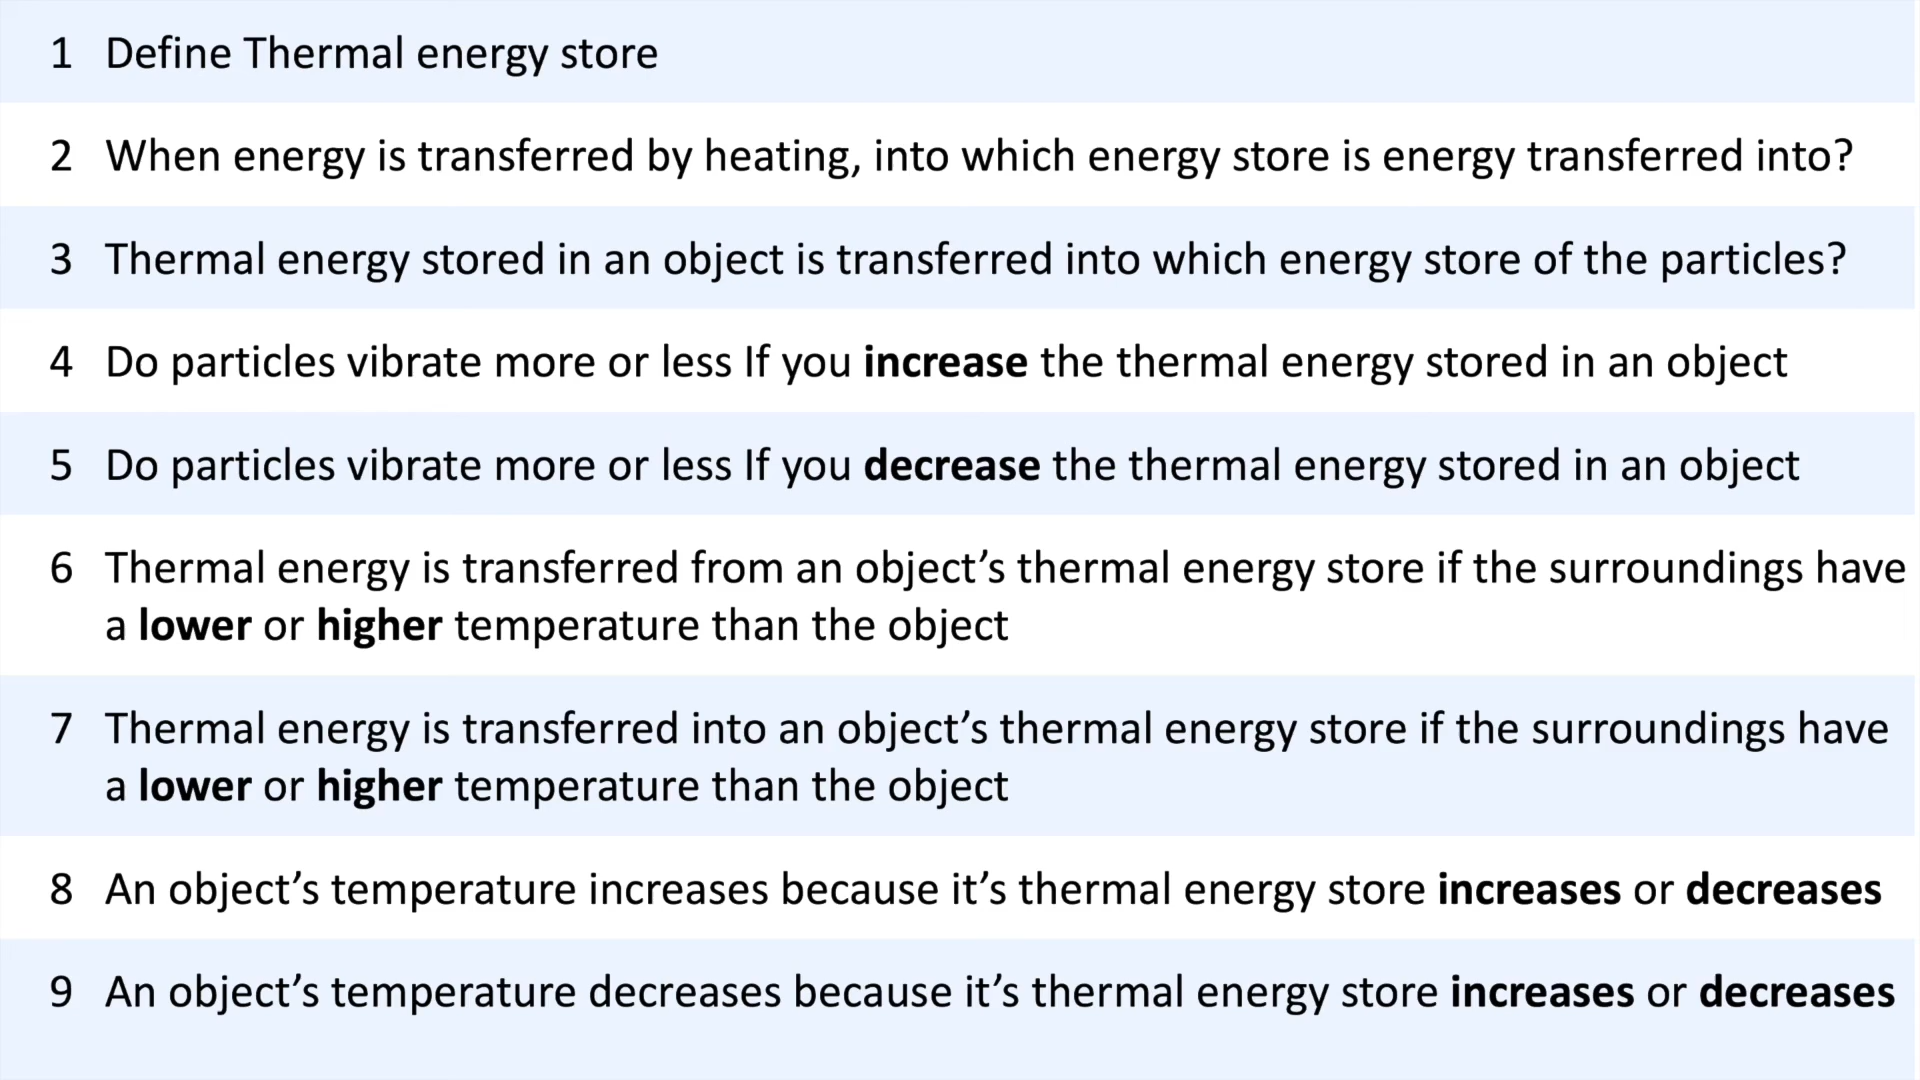 1 Define Thermal energy store
2 When energy is transferred by heating, into which energy store is energy transferred into?
3 Thermal energy stored in an object is transferred into which energy store of the particles?
4 Do particles vibrate more or less If you increase the thermal energy stored in an object
5 Do particles vibrate more or less If you decrease the thermal energy stored in an object
6 Thermal energy is transferred from an object’s thermal energy store if the surroundings have
a lower or higher temperature than the object
7 Thermal energy is transferred into an object’s thermal energy store if the surroundings have
a lower or higher temperature than the object
8 An object’s temperature increases because it’s thermal energy store increases or decreases
9 An object’s temperature decreases because it’s thermal energy store increases or decreases